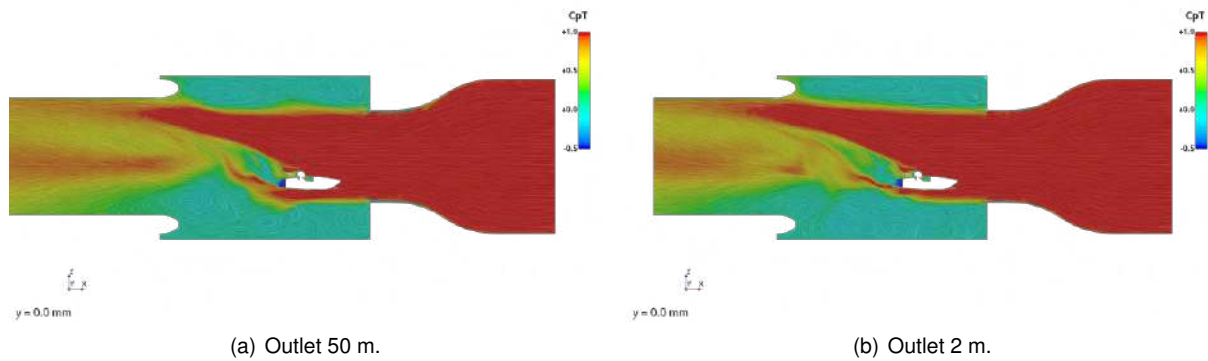 CpT
+1.0
+0.5
+0.0
-0.5
z
Y X
y = 0.0 mm
(a) Outlet 50 m.
CpT
+1.0
+0.5
+0.0
-0.5
z
Y X
y = 0.0 mm
(b) Outlet 2 m.